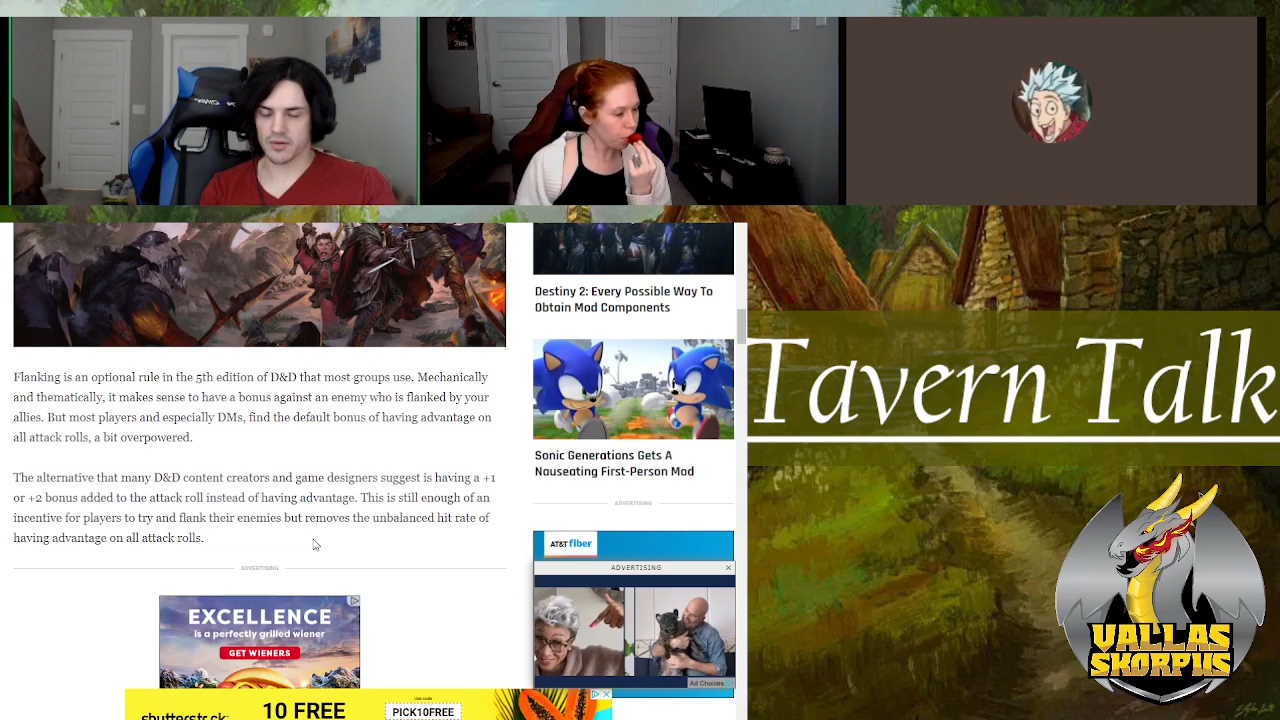 Destiny 2: Every Possible Way To
Obtain Mod Components
Flanking is an optional rule in the 5th edition of D&D that most groups use. Mechanically
and thematically, it makes sense to have a bonus against an enemy who is flanked by your
allies. But most players and especially DMs, find the default bonus of having advantage on
all attack rolls, a bit overpowered.
The alternative that many D&D content creators and game designers suggest is having a +1
or +2 bonus added to the attack roll instead of having advantage. This is still enough of an
incentive for players to try and flank their enemies but removes the unbalanced hit rate of
having advantage on all attack rolls.
ADVERTISING
EXCELLENCE
is a perfectly grilled wiener
GET WIENERS
Sonic Generations Gets A
Nauseating First-Person Mod
ADVERTISING
AT&T fiber
ADVERTISING
Ad Choices
10 FREE
PICK10FREE
Tavern Talk
VALLAS
SKORPUS